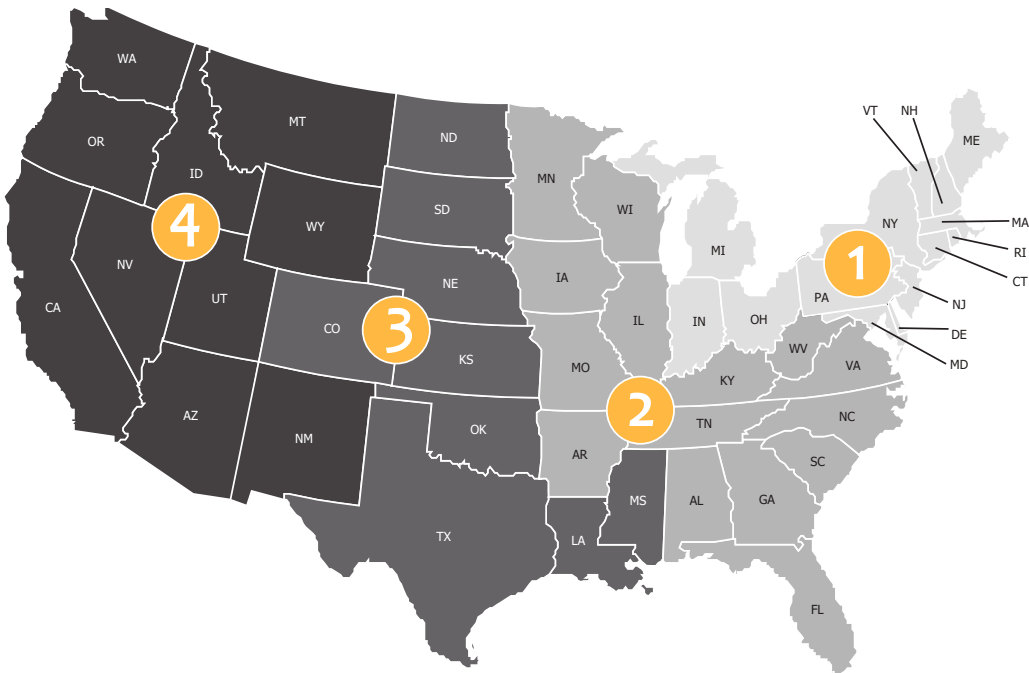 WA
OR
CA
NV
ID
MT
WY
UT
AZ
NM
CO
ND
SD
NE
KS
OK
TX
MN
IA
MO
AR
LA
WI
IL
MS
MI
IN
OH
KY
TN
AL
GA
FL
SC
NC
VA
WV
PA
NY
VT
NH
ME
MA
RI
CT
NJ
DE
MD
4
3
2
1